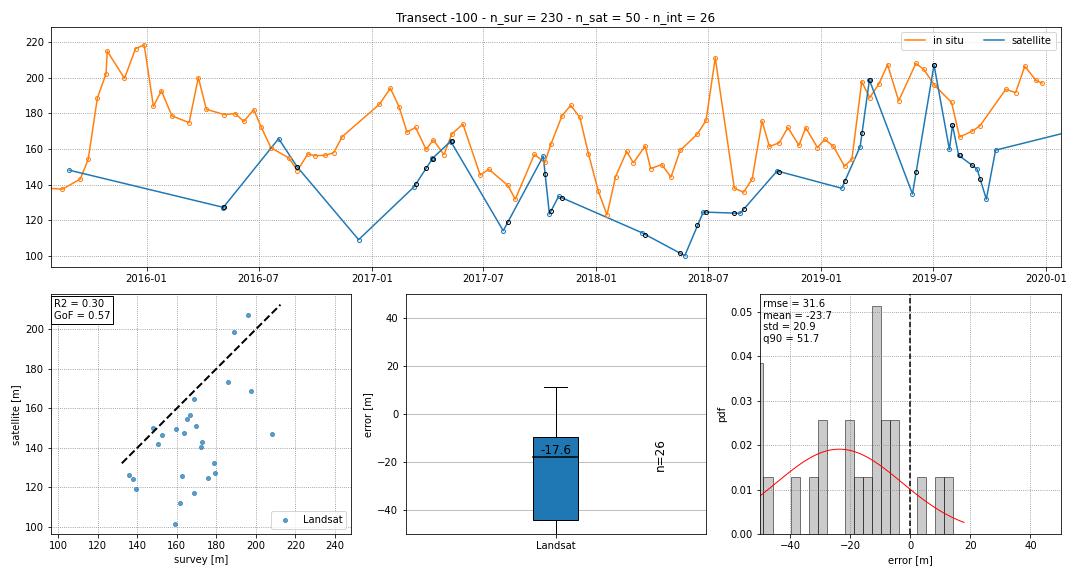 Transect -100 - n_sur = 230 - n_sat = 50 - n_int = 26
220
200
180
160
140
120
100
in situ
satellite
2016-01
2016-07
2017-01
2017-07
2018-01
2018-07
2019-01
2019-07
2020-01
R2 = 0.30
GoF = 0.57
satellite [m]
200
180
160
140
120
100
Landsat
100
120
140
160
180
200
220
240
survey [m]
error [m]
40
20
0
−20
−40
-17.6
n=26
Landsat
rmse = 31.6
mean = -23.7
std = 20.9
q90 = 51.7
pdf
0.05
0.04
0.03
0.02
0.01
0.00
−40
−20
0
20
40
error [m]